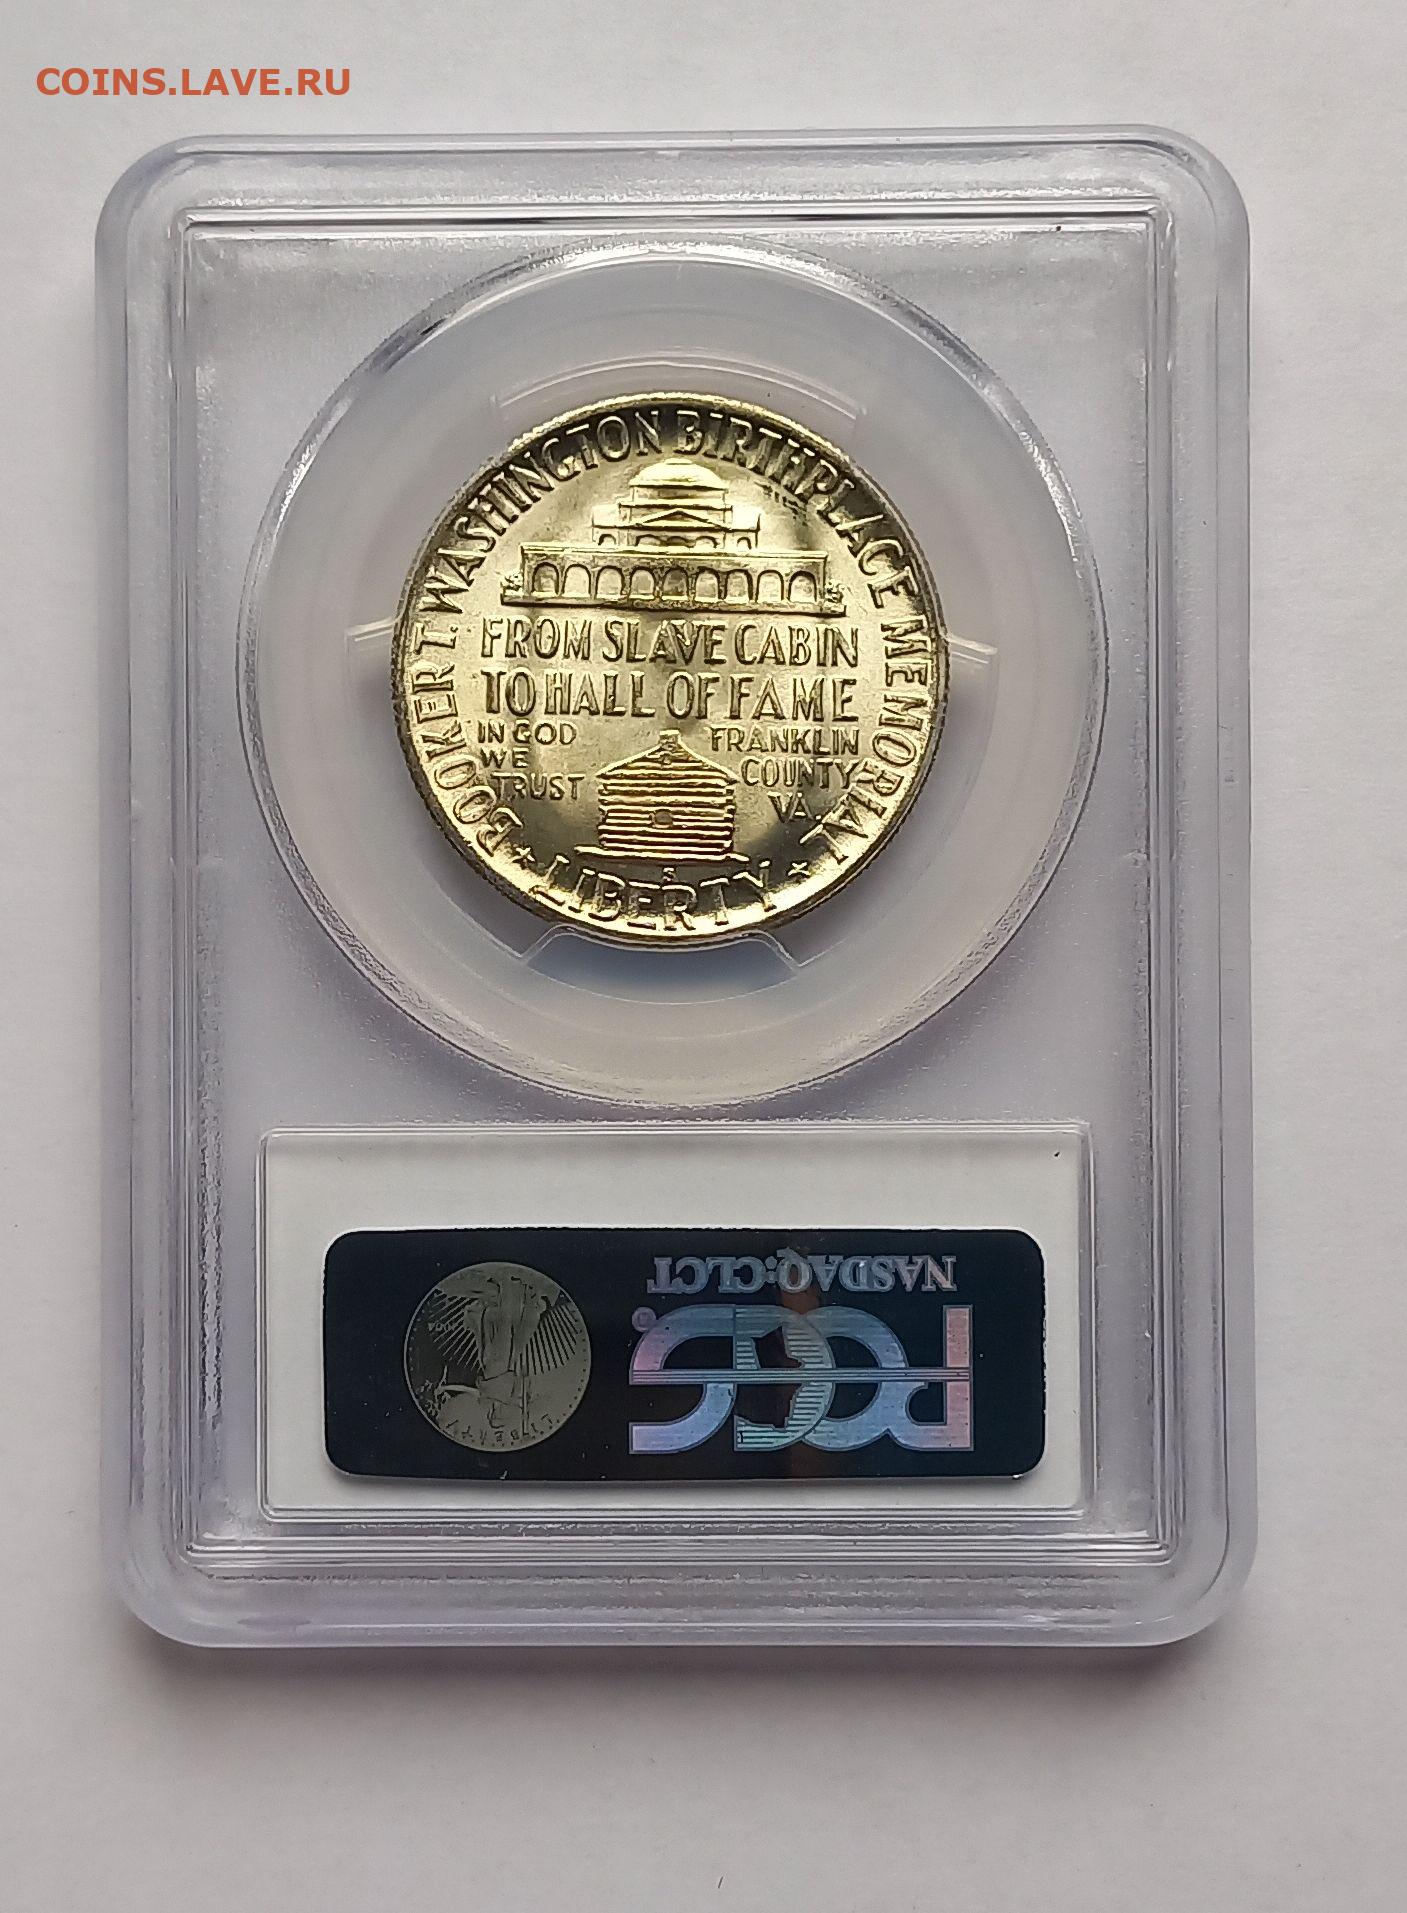 COINS.LAVE.RU
BOOKER T. WASHINGTON BIRTHPLACE MEMORIAL
FROM SLAVE CABIN
TO HALL OF FAME
IN GOD
WE
TRUST
FRANKLIN
COUNTY
VA.
S
LIBERTY
NASDAQ:CLCT
PCGS
LIBERTY